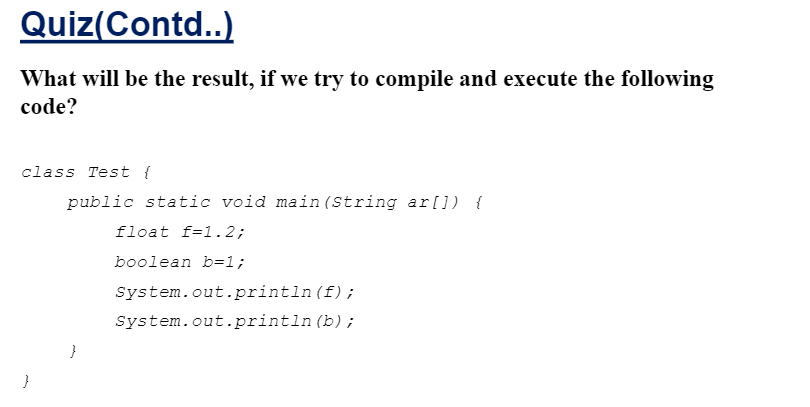 Quiz(Contd..)
What will be the result, if we try to compile and execute the following
code?
class Test {
public static void main(String ar[]) {
float f=1.2;
boolean b=1;
System.out.println(f);
System.out.println(b);
}
}